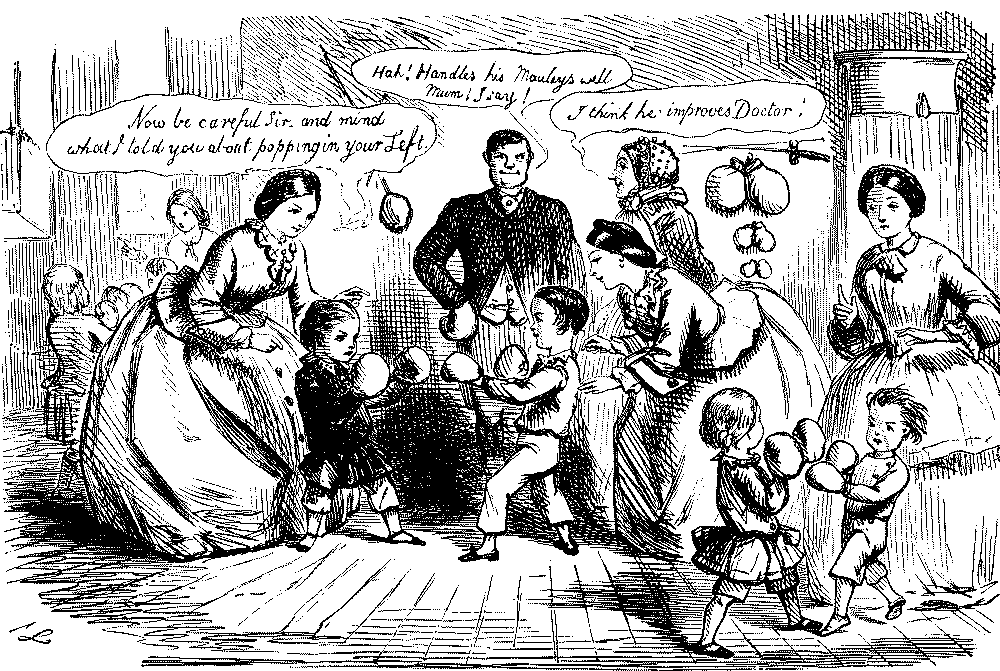 Now be careful Sir and mind
what I told you about popping in your Left.
Hah! Handles his Mauleys well
Mum! I say!
I think he improves Doctor!